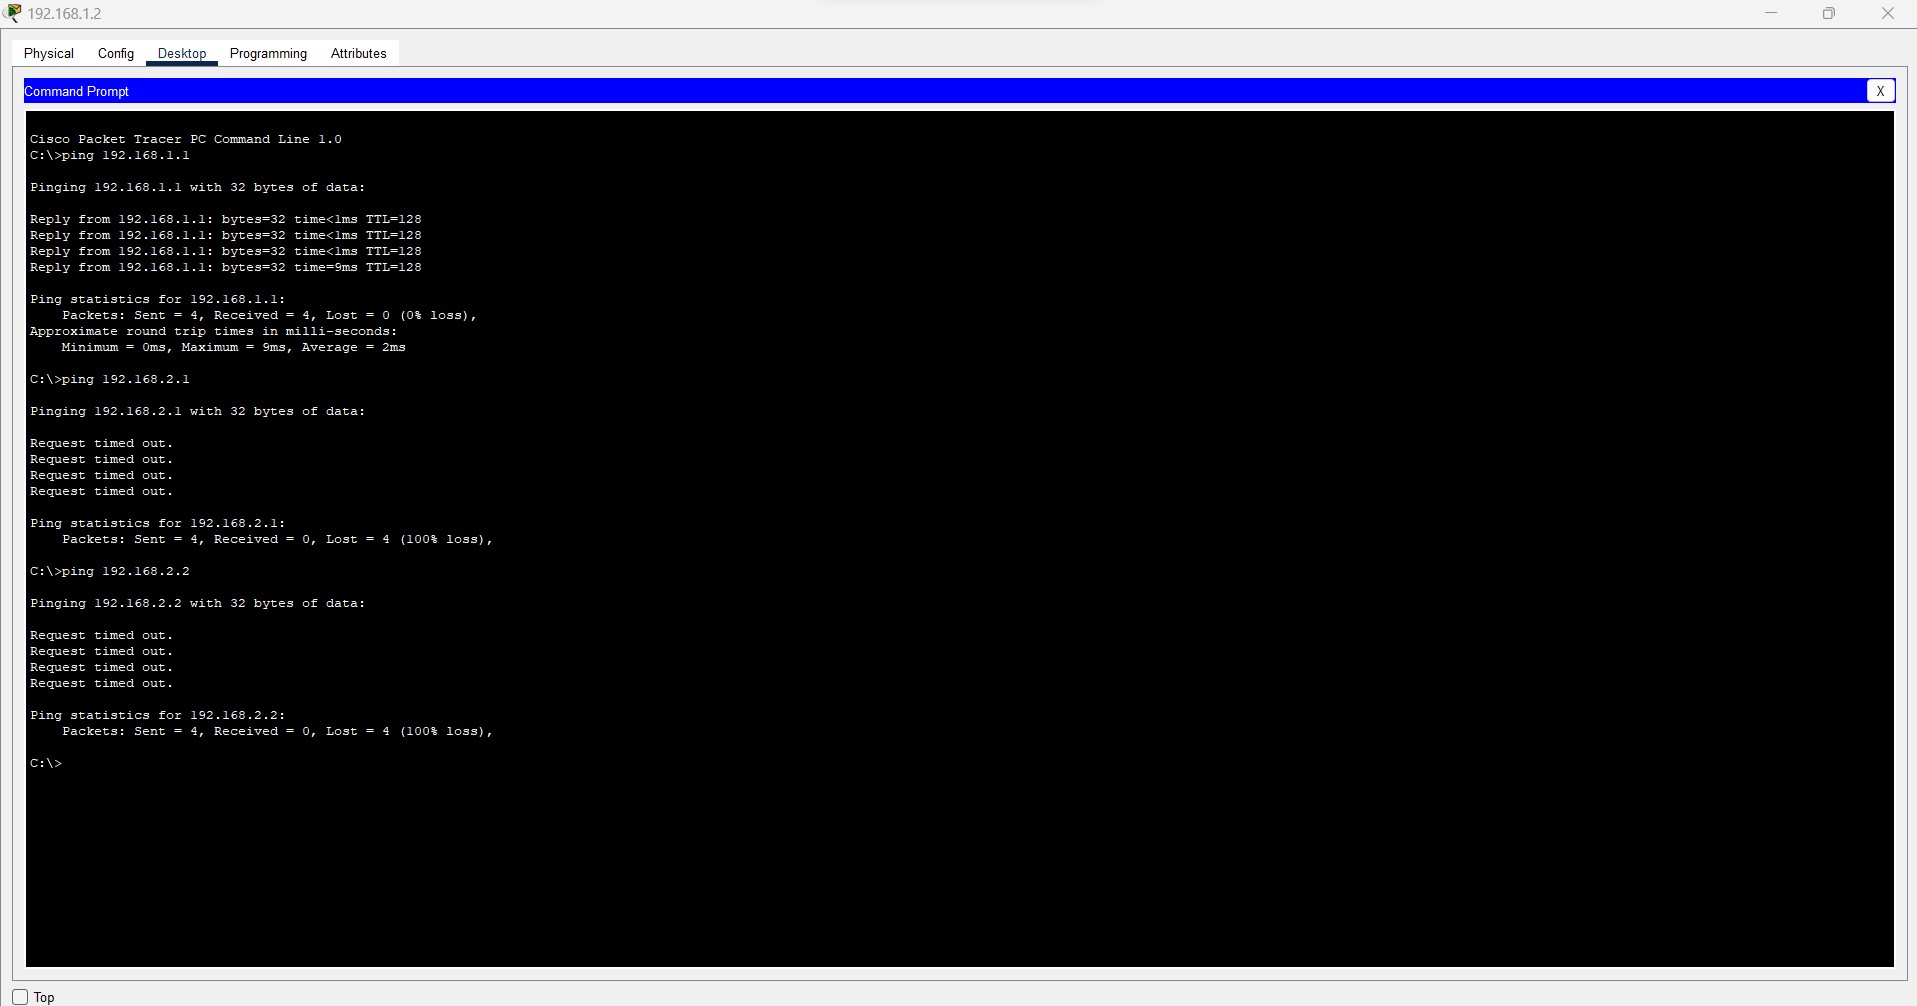 192.168.1.2
Physical Config Desktop Programming Attributes
Command Prompt
X
Cisco Packet Tracer PC Command Line 1.0
C:\>ping 192.168.1.1
Pinging 192.168.1.1 with 32 bytes of data:
Reply from 192.168.1.1: bytes=32 time<1ms TTL=128
Reply from 192.168.1.1: bytes=32 time<1ms TTL=128
Reply from 192.168.1.1: bytes=32 time<1ms TTL=128
Reply from 192.168.1.1: bytes=32 time=9ms TTL=128
Ping statistics for 192.168.1.1:
Packets: Sent = 4, Received = 4, Lost = 0 (0% loss),
Approximate round trip times in milli-seconds:
Minimum = 0ms, Maximum = 9ms, Average = 2ms
C:\>ping 192.168.2.1
Pinging 192.168.2.1 with 32 bytes of data:
Request timed out.
Request timed out.
Request timed out.
Request timed out.
Ping statistics for 192.168.2.1:
Packets: Sent = 4, Received = 0, Lost = 4 (100% loss),
C:\>ping 192.168.2.2
Pinging 192.168.2.2 with 32 bytes of data:
Request timed out.
Request timed out.
Request timed out.
Request timed out.
Ping statistics for 192.168.2.2:
Packets: Sent = 4, Received = 0, Lost = 4 (100% loss),
C:\>
Top